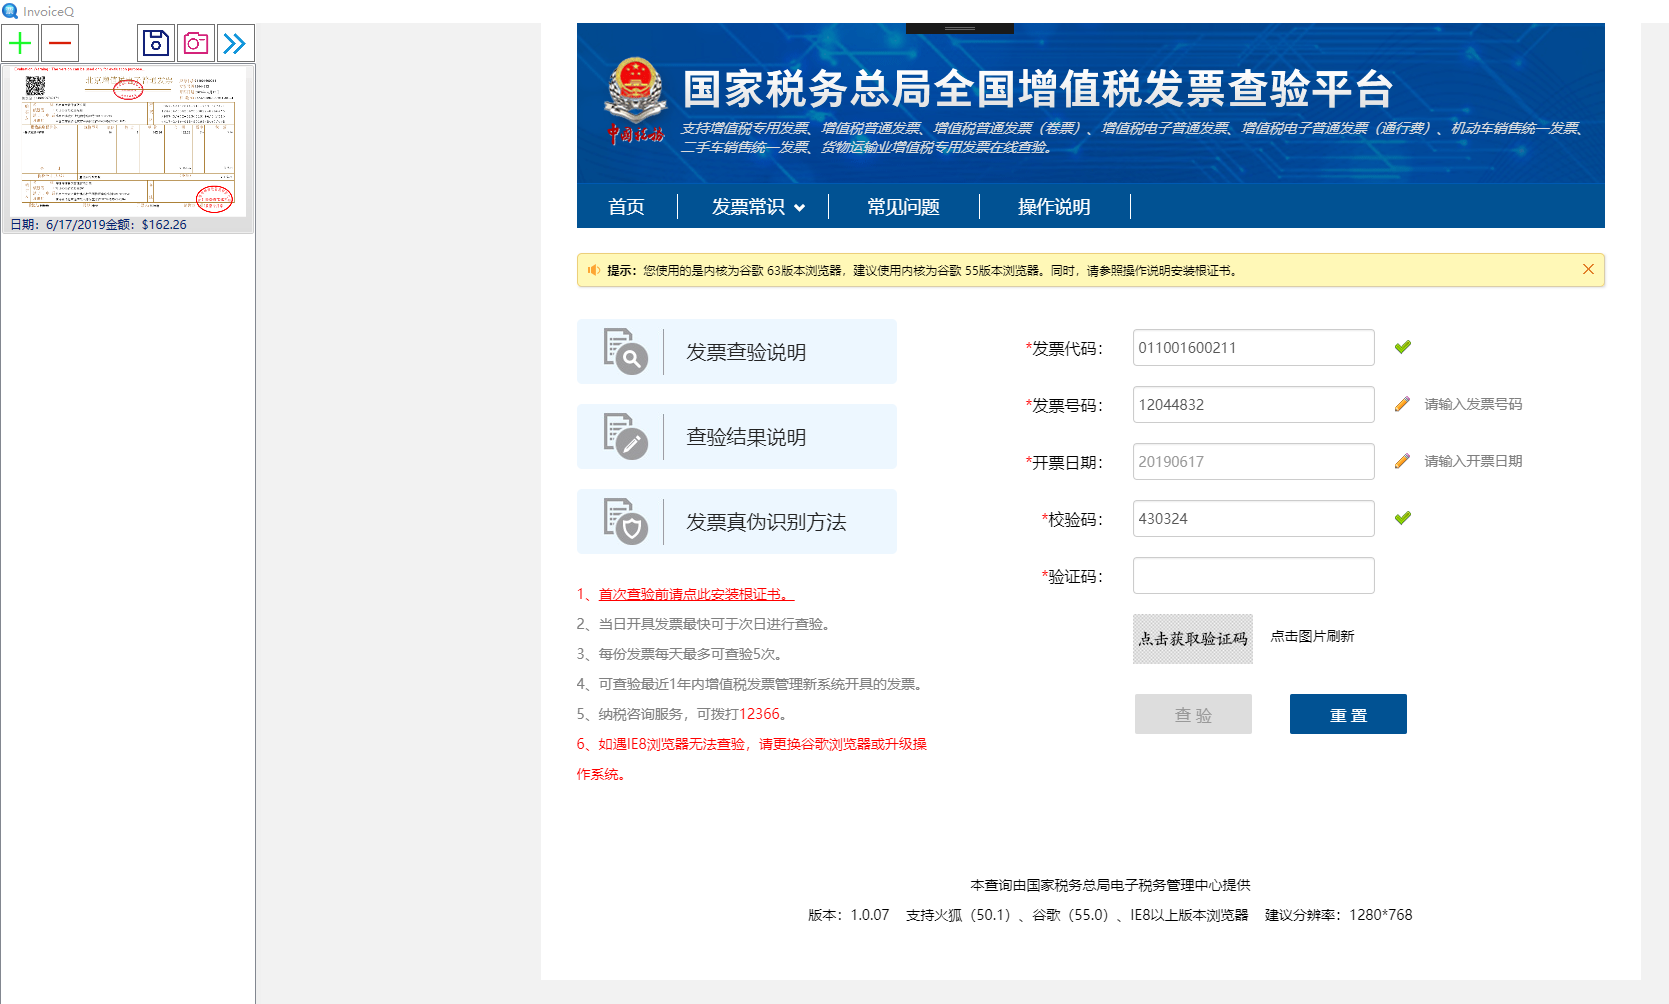 InvoiceQ
日期：6/17/2019金额：$162.26
国家税务总局全国增值税发票查验平台
中国税务
支持增值税专用发票、增值税普通发票、增值税普通发票（卷票）、增值税电子普通发票、增值税电子普通发票（通行费）、机动车销售统一发票、
二手车销售统一发票、货物运输业增值税专用发票在线查验。
首页 发票常识 常见问题 操作说明
提示：您使用的是内核为谷歌 63版本浏览器，建议使用内核为谷歌 55版本浏览器。同时，请参照操作说明安装根证书。
发票查验说明
查验结果说明
发票真伪识别方法
1、首次查验前请点此安装根证书。
2、当日开具发票最快可于次日进行查验。
3、每份发票每天最多可查验5次。
4、可查验最近1年内增值税发票管理新系统开具的发票。
5、纳税咨询服务，可拨打12366。
6、如遇IE8浏览器无法查验，请更换谷歌浏览器或升级操
作系统。
*发票代码： 011001600211
*发票号码： 12044832 请输入发票号码
*开票日期： 20190617 请输入开票日期
*校验码： 430324
*验证码：
点击获取验证码 点击图片刷新
查 验 重 置
本查询由国家税务总局电子税务管理中心提供
版本：1.0.07 支持火狐（50.1）、谷歌（55.0）、IE8以上版本浏览器 建议分辨率：1280*768